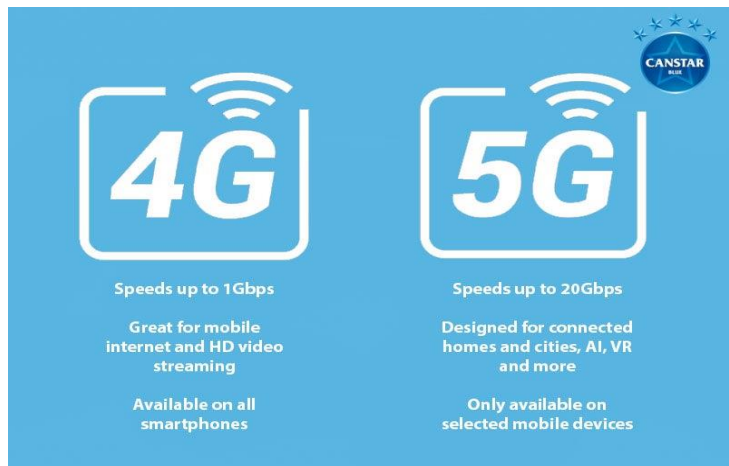 CANSTAR
BLUE
4G
Speeds up to 1Gbps
Great for mobile
internet and HD video
streaming
Available on all
smartphones
5G
Speeds up to 20Gbps
Designed for connected
homes and cities, AI, VR
and more
Only available on
selected mobile devices